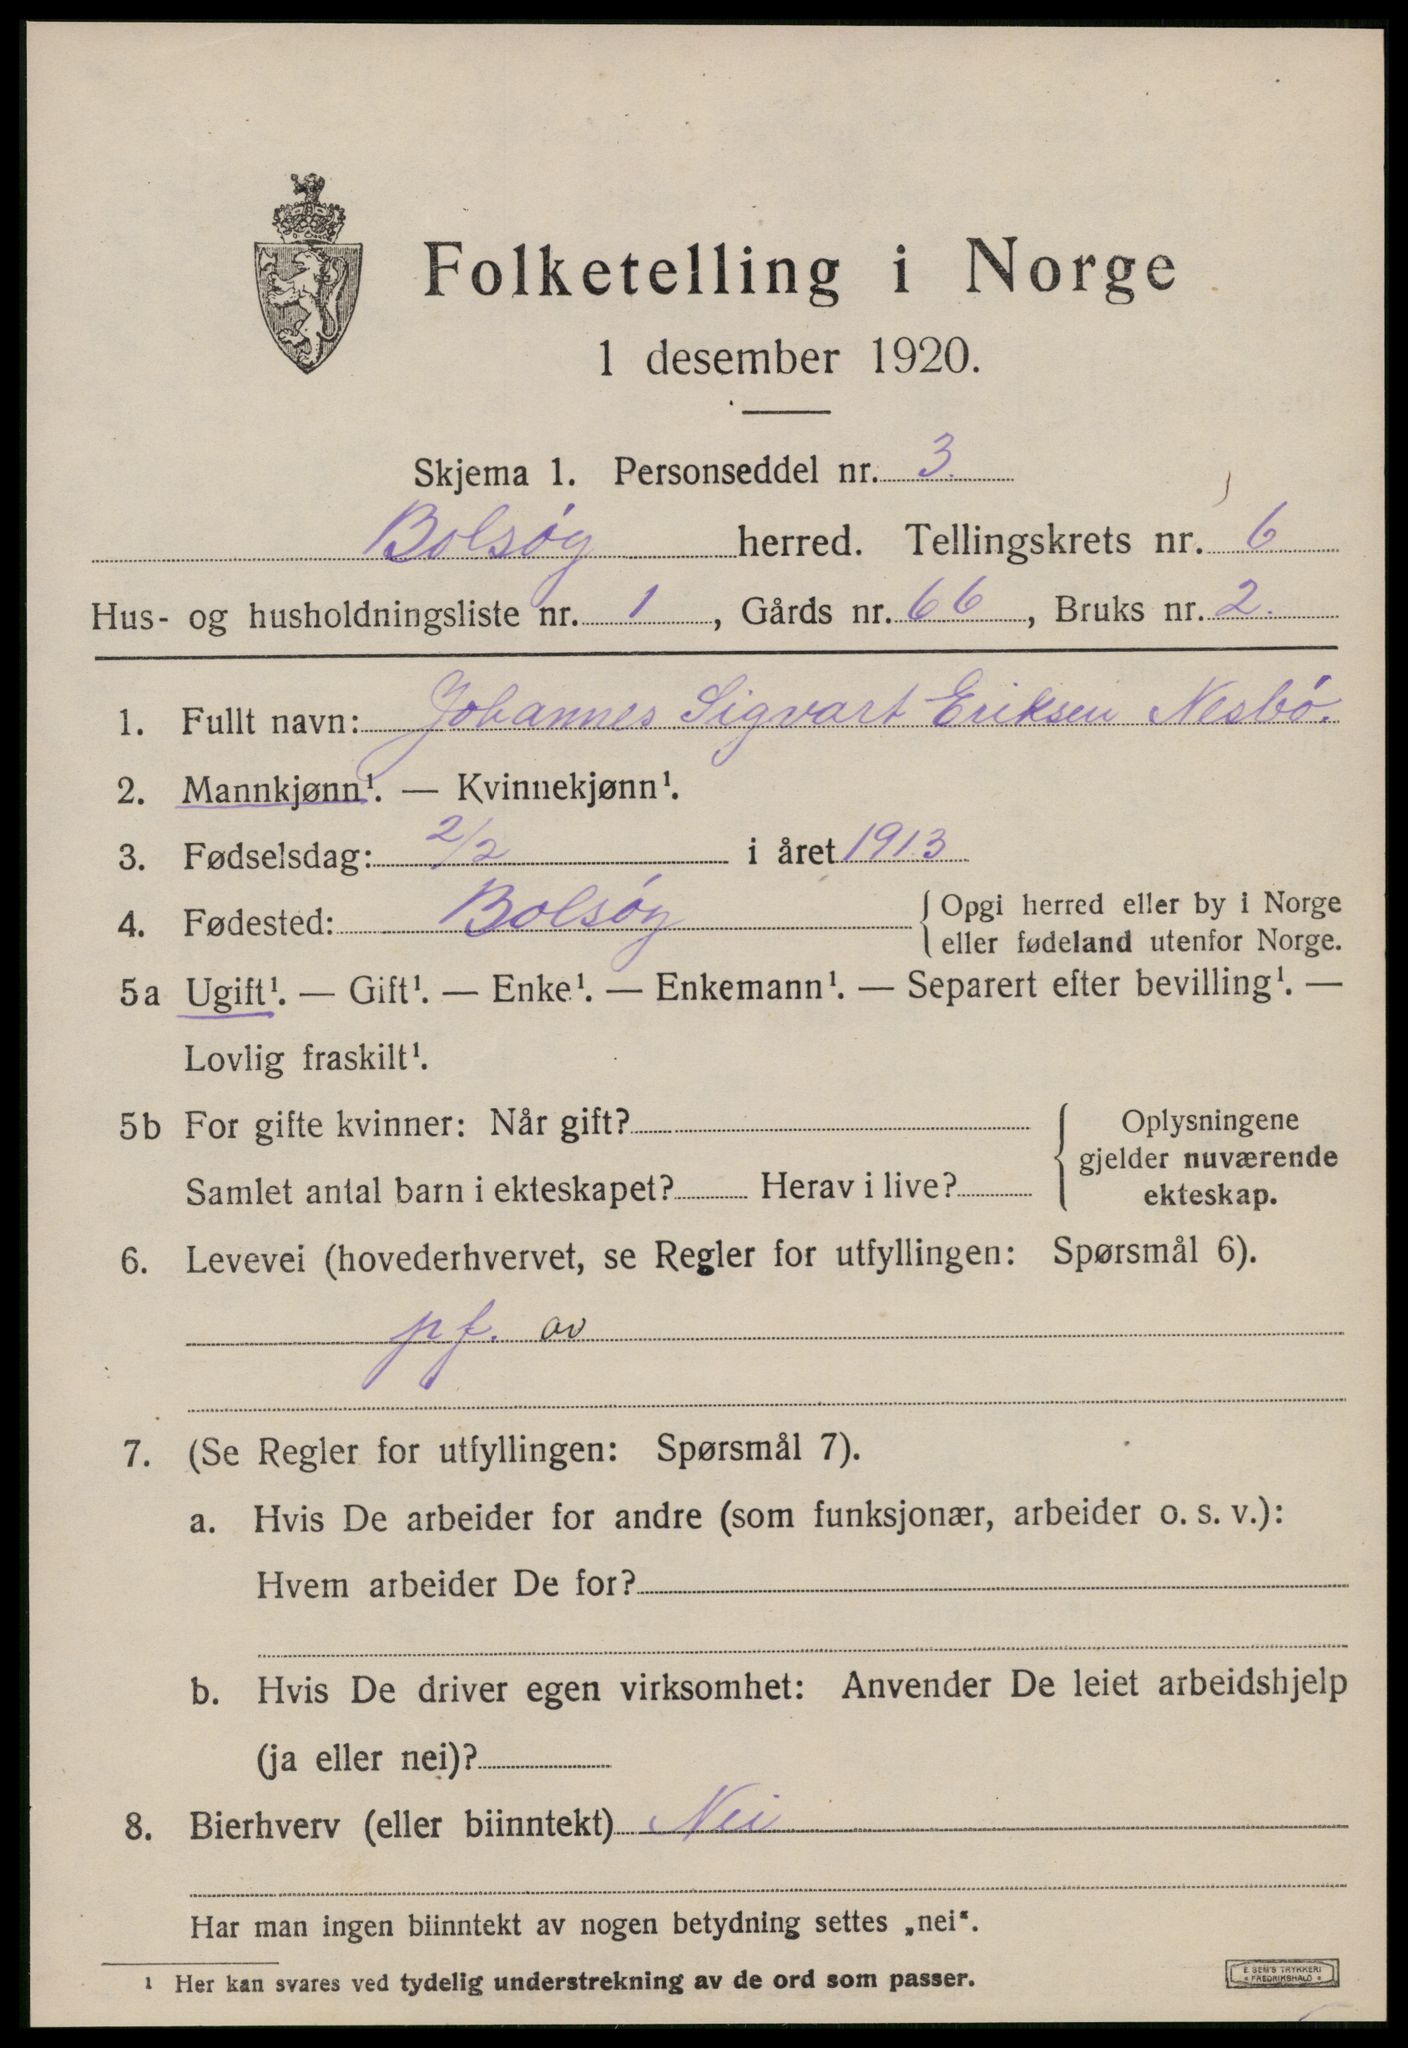 Folketelling i Norge
1 desember 1920.
Skjema 1. Personseddel nr. 3.
Bolsøy herred. Tellingskrets nr. 6
Hus- og husholdningsliste nr. 1, Gårds nr. 66, Bruks nr. 2.
1. Fullt navn: Johannes Sigvart Eriksen Nesbö.
2. Mannkjønn¹. — Kvinnekjønn¹.
3. Fødselsdag: 2/2 i året 1913
4. Fødested: Bolsøy { Opgi herred eller by i Norge
eller fødeland utenfor Norge.
5a Ugift¹. — Gift¹. — Enke¹. — Enkemann¹. — Separert efter bevilling¹. —
Lovlig fraskilt¹.
5b For gifte kvinner: Når gift?
Samlet antal barn i ekteskapet? Herav i live?
Oplysningene
gjelder nuværende
ekteskap.
6. Levevei (hovederhvervet, se Regler for utfyllingen: Spørsmål 6).
pf. av
7. (Se Regler for utfyllingen: Spørsmål 7).
a. Hvis De arbeider for andre (som funksjonær, arbeider o. s. v.):
Hvem arbeider De for?
b. Hvis De driver egen virksomhet: Anvender De leiet arbeidshjelp
(ja eller nei)?
8. Bierhverv (eller biinntekt) Nei
Har man ingen biinntekt av nogen betydning settes „nei“.
¹ Her kan svares ved tydelig understrekning av de ord som passer.
E SEM'S TRYKKERI
FREDRIKSHALD